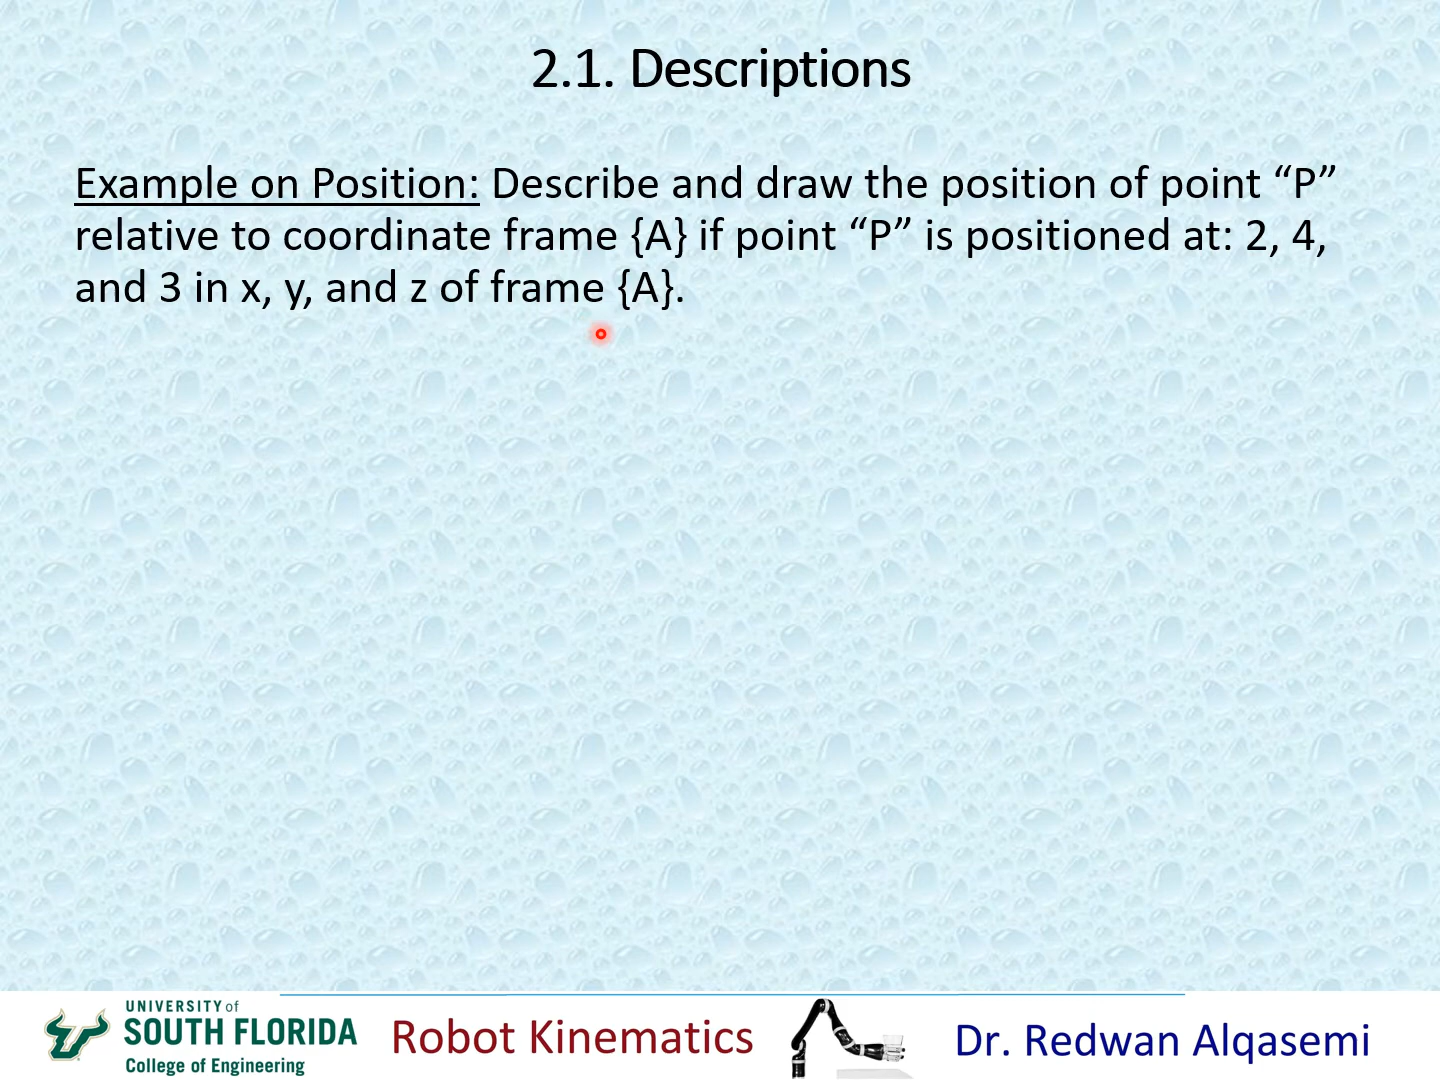 2.1. Descriptions
Example on Position: Describe and draw the position of point “P”
relative to coordinate frame {A} if point “P” is positioned at: 2, 4,
and 3 in x, y, and z of frame {A}.
UNIVERSITY of
SOUTH FLORIDA
College of Engineering
Robot Kinematics
Dr. Redwan Alqasemi